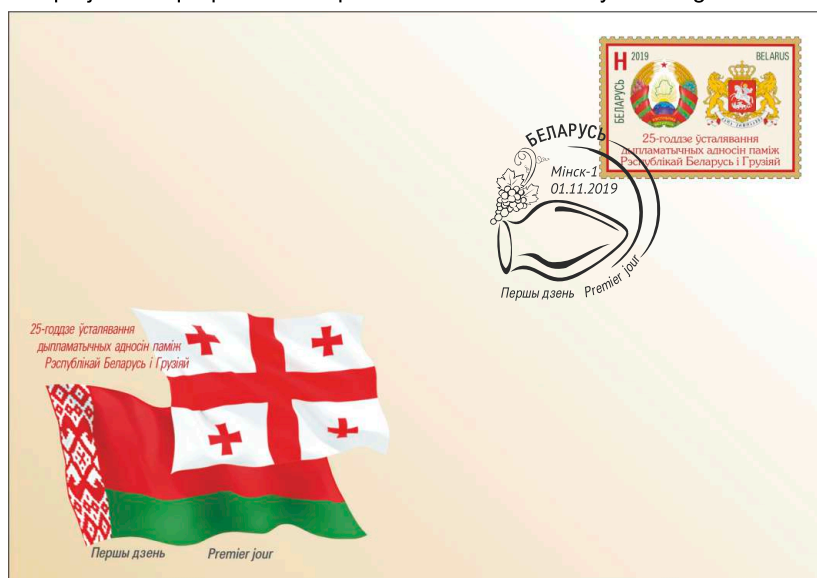 Н 2019 BELARUS
БЕЛАРУСЬ
25-годдзе ўсталявання
дыпламатычных адносін паміж
Рэспублікай Беларусь і Грузіяй
БЕЛАРУСЬ
Мінск-1
01.11.2019
Першы дзень Premier jour
25-годдзе ўсталявання
дыпламатычных адносін паміж
Рэспублікай Беларусь і Грузіяй
Першы дзень Premier jour